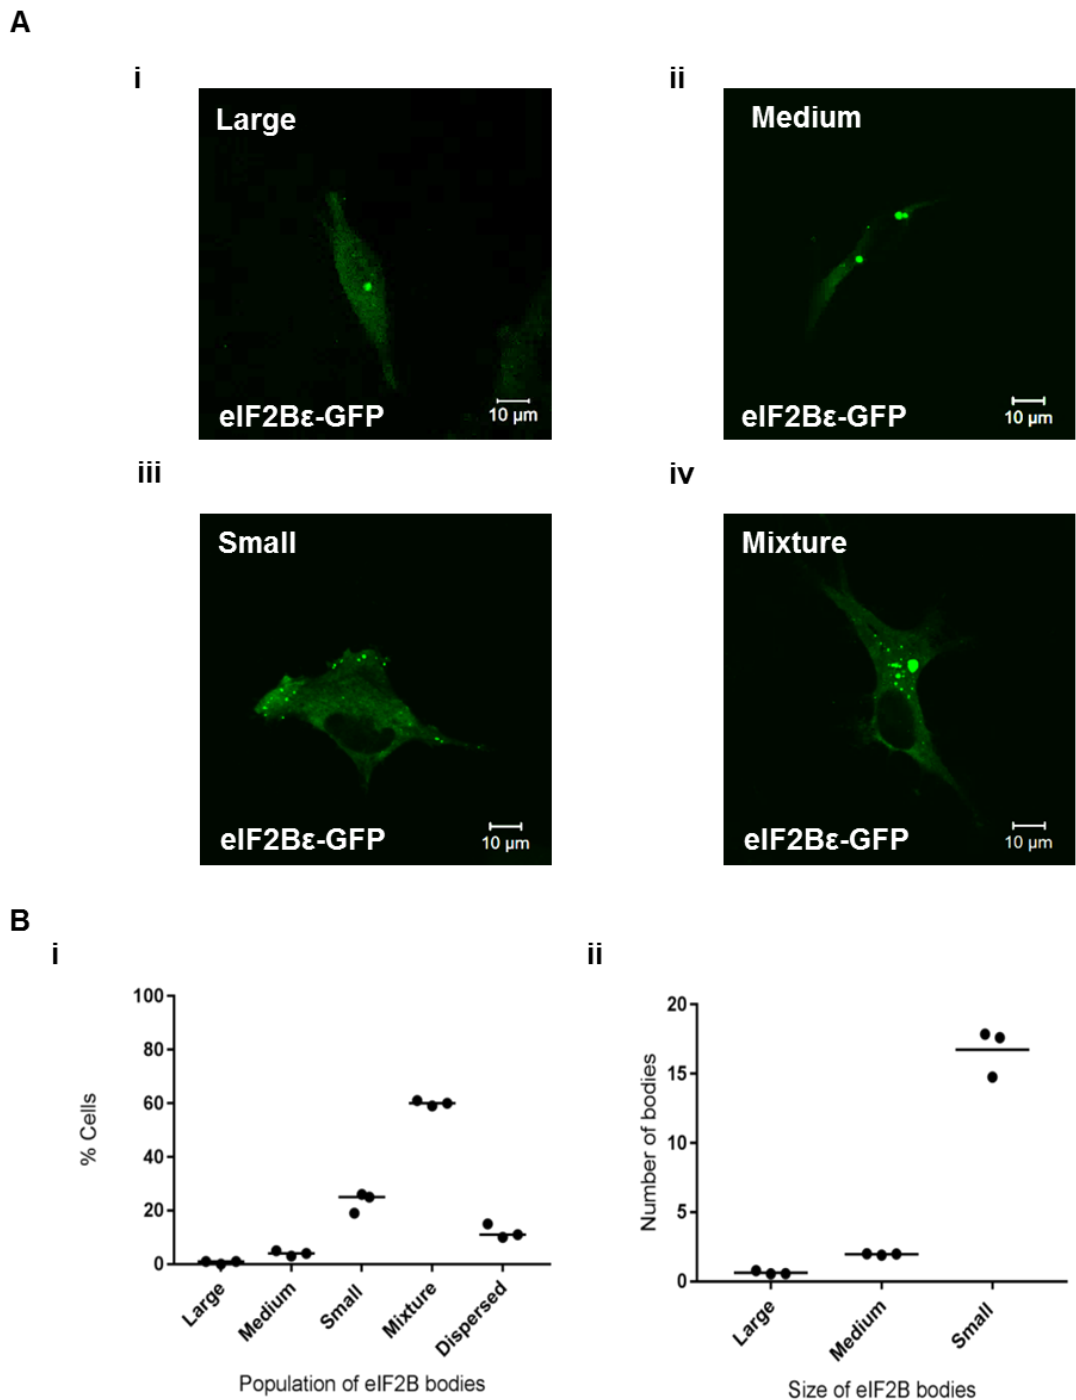 A
i
ii
Large
Medium
eIF2Bε-GFP
10 µm
eIF2Bε-GFP
10 µm
iii
iv
Small
Mixture
eIF2Bε-GFP
10 µm
eIF2Bε-GFP
10 µm
B
i
ii
100
80
60
40
20
0
% Cells
Large
Medium
Small
Mixture
Dispersed
Population of eIF2B bodies
20
15
10
5
0
Number of bodies
Large
Medium
Small
Size of eIF2B bodies